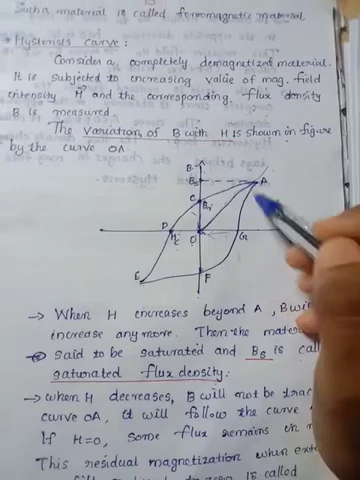 Such a material is called ferromagnetic material
* Hysterisis curve:
Consider a completely demagnetized material.
It is subjected to increasing value of mag. field
intensity H and the corresponding flux density
B is measured.
The variation of B with H is shown in figure
by the curve OA
B
Bs
A
C
Br
D
Hc
O
G
E
F
→ When H increases beyond A, B will
increase any more. Then the mater
said to be saturated and Bs is cal
saturated flux density.
→ when H decreases, B will not be trac
curve OA, it will follow the curve
If H=0, some flux remains in
This residual magnetization when ext
is called